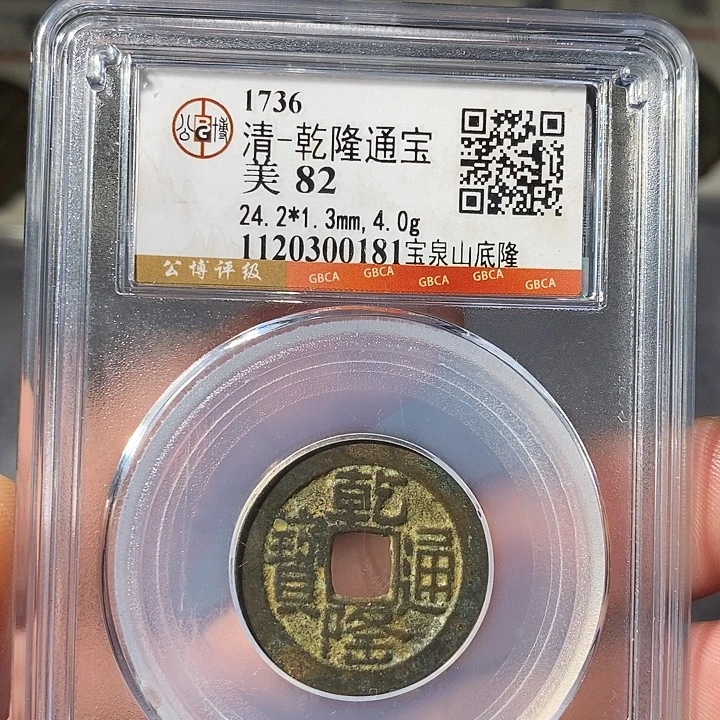 1736
公博
清-乾隆通宝
美 82
24.2*1.3mm, 4.0g
1120300181宝泉山底隆
公博评级 GBCA GBCA GBCA GBCA GBCA
乾隆通寶